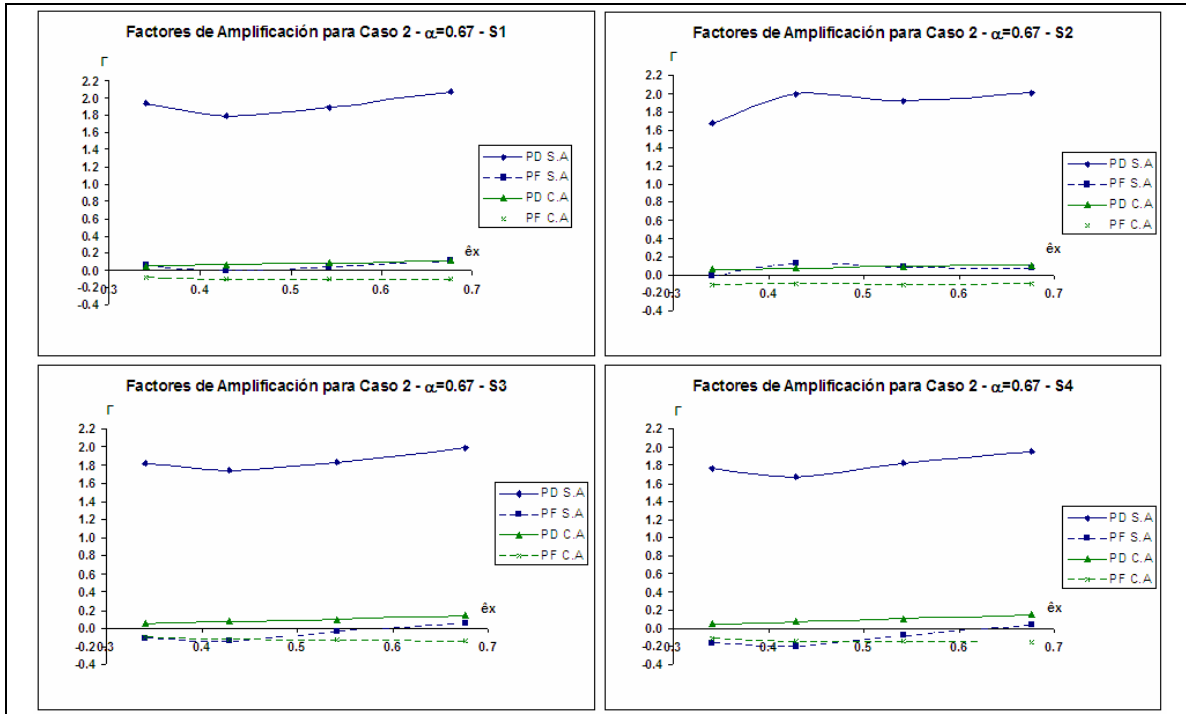 Factores de Amplificación para Caso 2 - α=0.67 - S1
Γ
2.2
2.0
1.8
1.6
1.4
1.2
1.0
0.8
0.6
0.4
0.2
0.0
-0.2
-0.4
0.3
0.4
0.5
0.6
0.7
êx
PD S.A
PF S.A
PD C.A
PF C.A
Factores de Amplificación para Caso 2 - α=0.67 - S2
Γ
2.2
2.0
1.8
1.6
1.4
1.2
1.0
0.8
0.6
0.4
0.2
0.0
-0.2
-0.4
0.3
0.4
0.5
0.6
0.7
êx
PD S.A
PF S.A
PD C.A
PF C.A
Factores de Amplificación para Caso 2 - α=0.67 - S3
Γ
2.2
2.0
1.8
1.6
1.4
1.2
1.0
0.8
0.6
0.4
0.2
0.0
-0.2
-0.4
0.3
0.4
0.5
0.6
0.7
êx
PD S.A
PF S.A
PD C.A
PF C.A
Factores de Amplificación para Caso 2 - α=0.67 - S4
Γ
2.2
2.0
1.8
1.6
1.4
1.2
1.0
0.8
0.6
0.4
0.2
0.0
-0.2
-0.4
0.3
0.4
0.5
0.6
0.7
êx
PD S.A
PF S.A
PD C.A
PF C.A